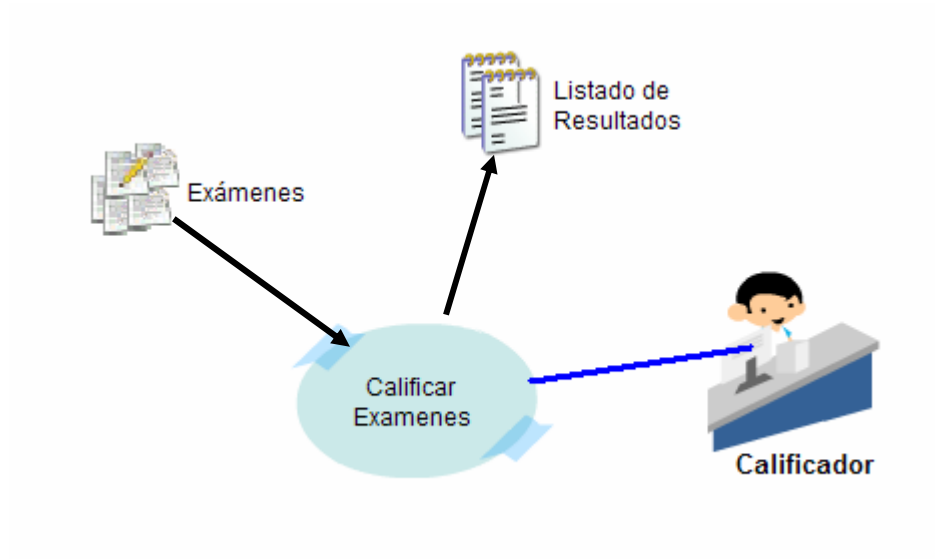 Listado de
Resultados
Exámenes
Calificar
Examenes
Calificador